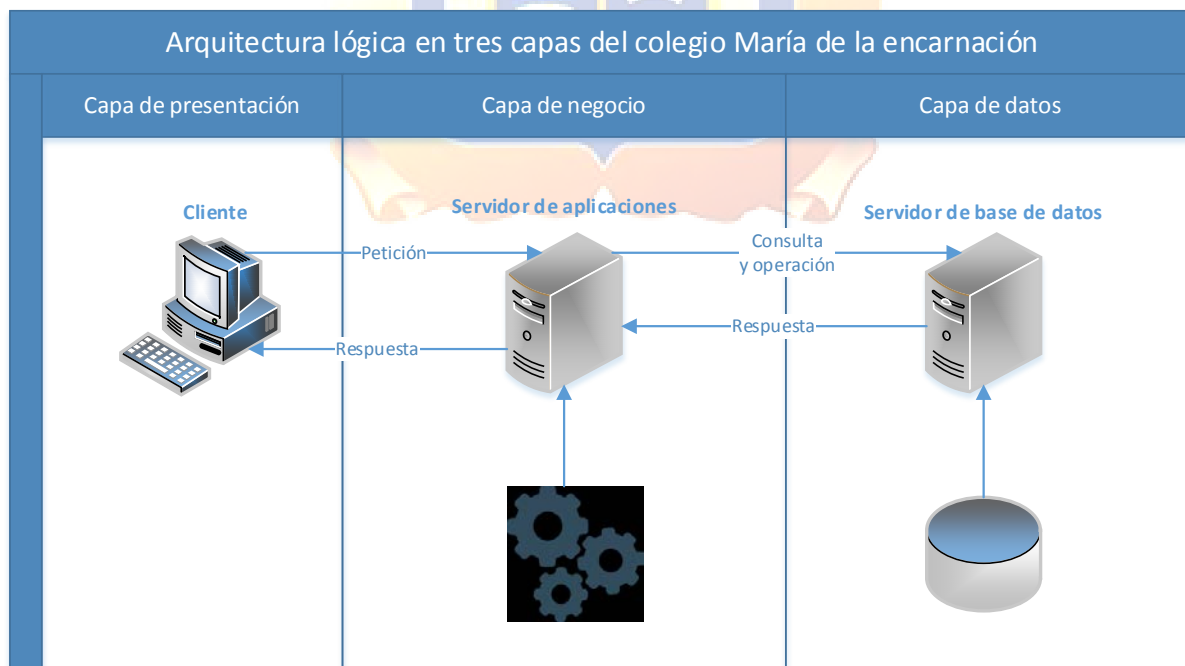 Arquitectura lógica en tres capas del colegio María de la encarnación
Capa de presentación
Capa de negocio
Capa de datos
Cliente
Servidor de aplicaciones
Servidor de base de datos
Petición
Consulta
y operación
Respuesta
Respuesta